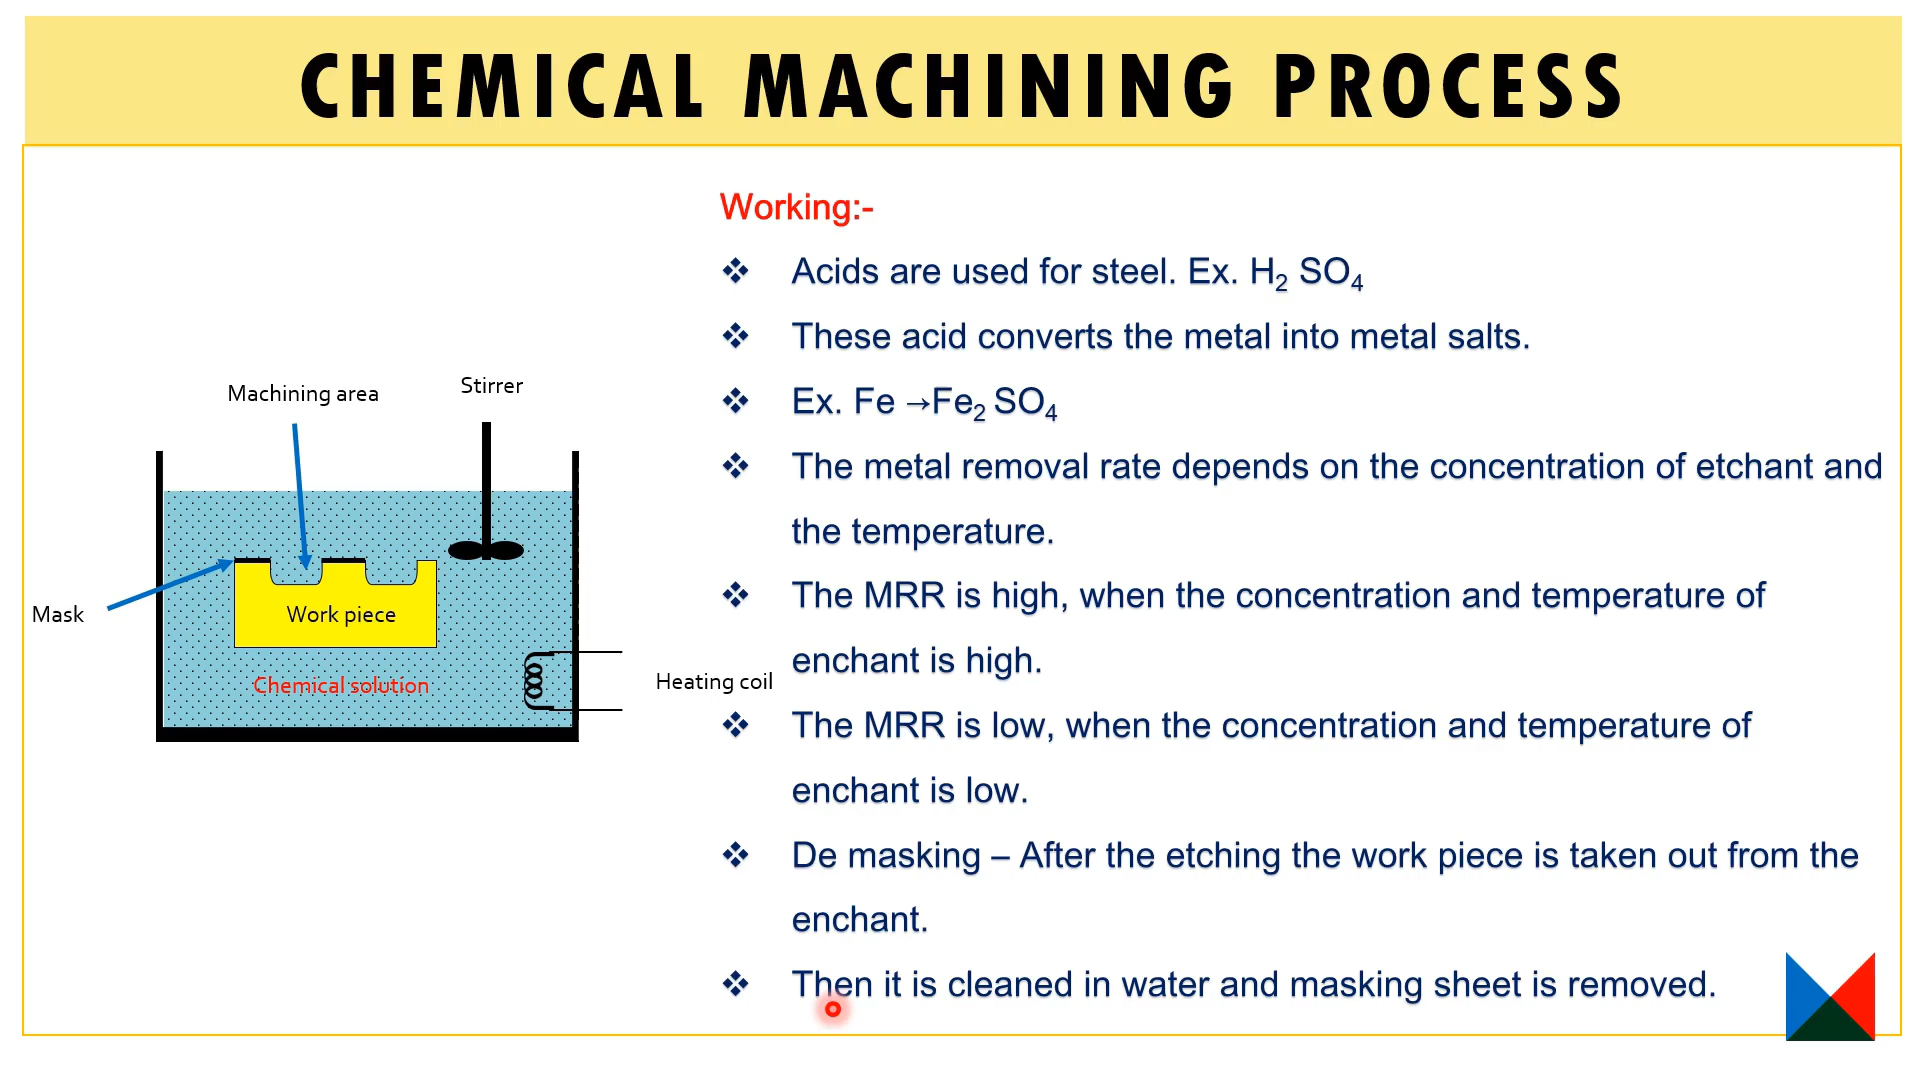 CHEMICAL MACHINING PROCESS
Machining area
Stirrer
Mask
Work piece
Chemical solution
Heating coil
Working:-
❖ Acids are used for steel. Ex. H₂ SO₄
❖ These acid converts the metal into metal salts.
❖ Ex. Fe →Fe₂ SO₄
❖ The metal removal rate depends on the concentration of etchant and
the temperature.
❖ The MRR is high, when the concentration and temperature of
enchant is high.
❖ The MRR is low, when the concentration and temperature of
enchant is low.
❖ De masking – After the etching the work piece is taken out from the
enchant.
❖ Then it is cleaned in water and masking sheet is removed.